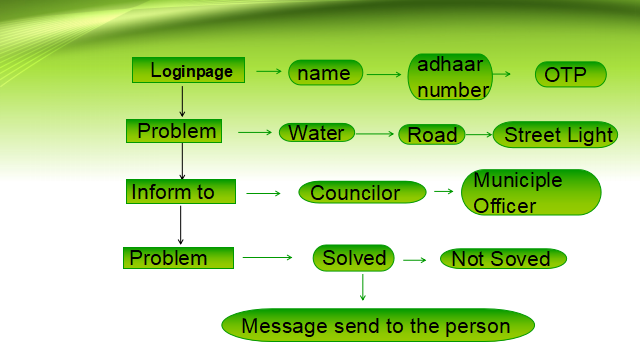 Loginpage
name
adhaar
number
OTP
Problem
Water
Road
Street Light
Inform to
Councilor
Municiple
Officer
Problem
Solved
Not Soved
Message send to the person